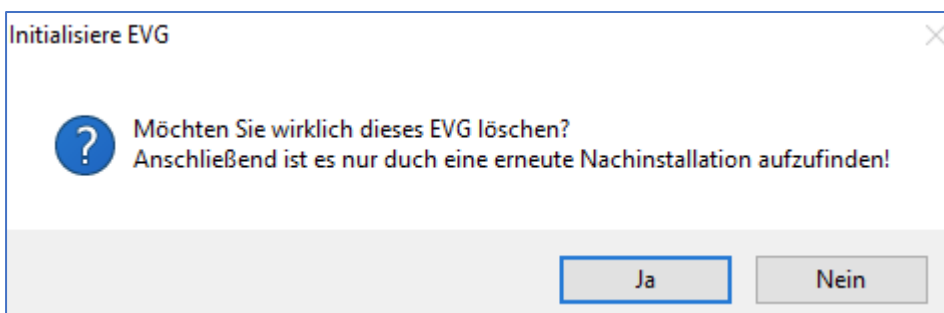 Initialisiere EVG
Möchten Sie wirklich dieses EVG löschen?
Anschließend ist es nur duch eine erneute Nachinstallation aufzufinden!
Ja
Nein